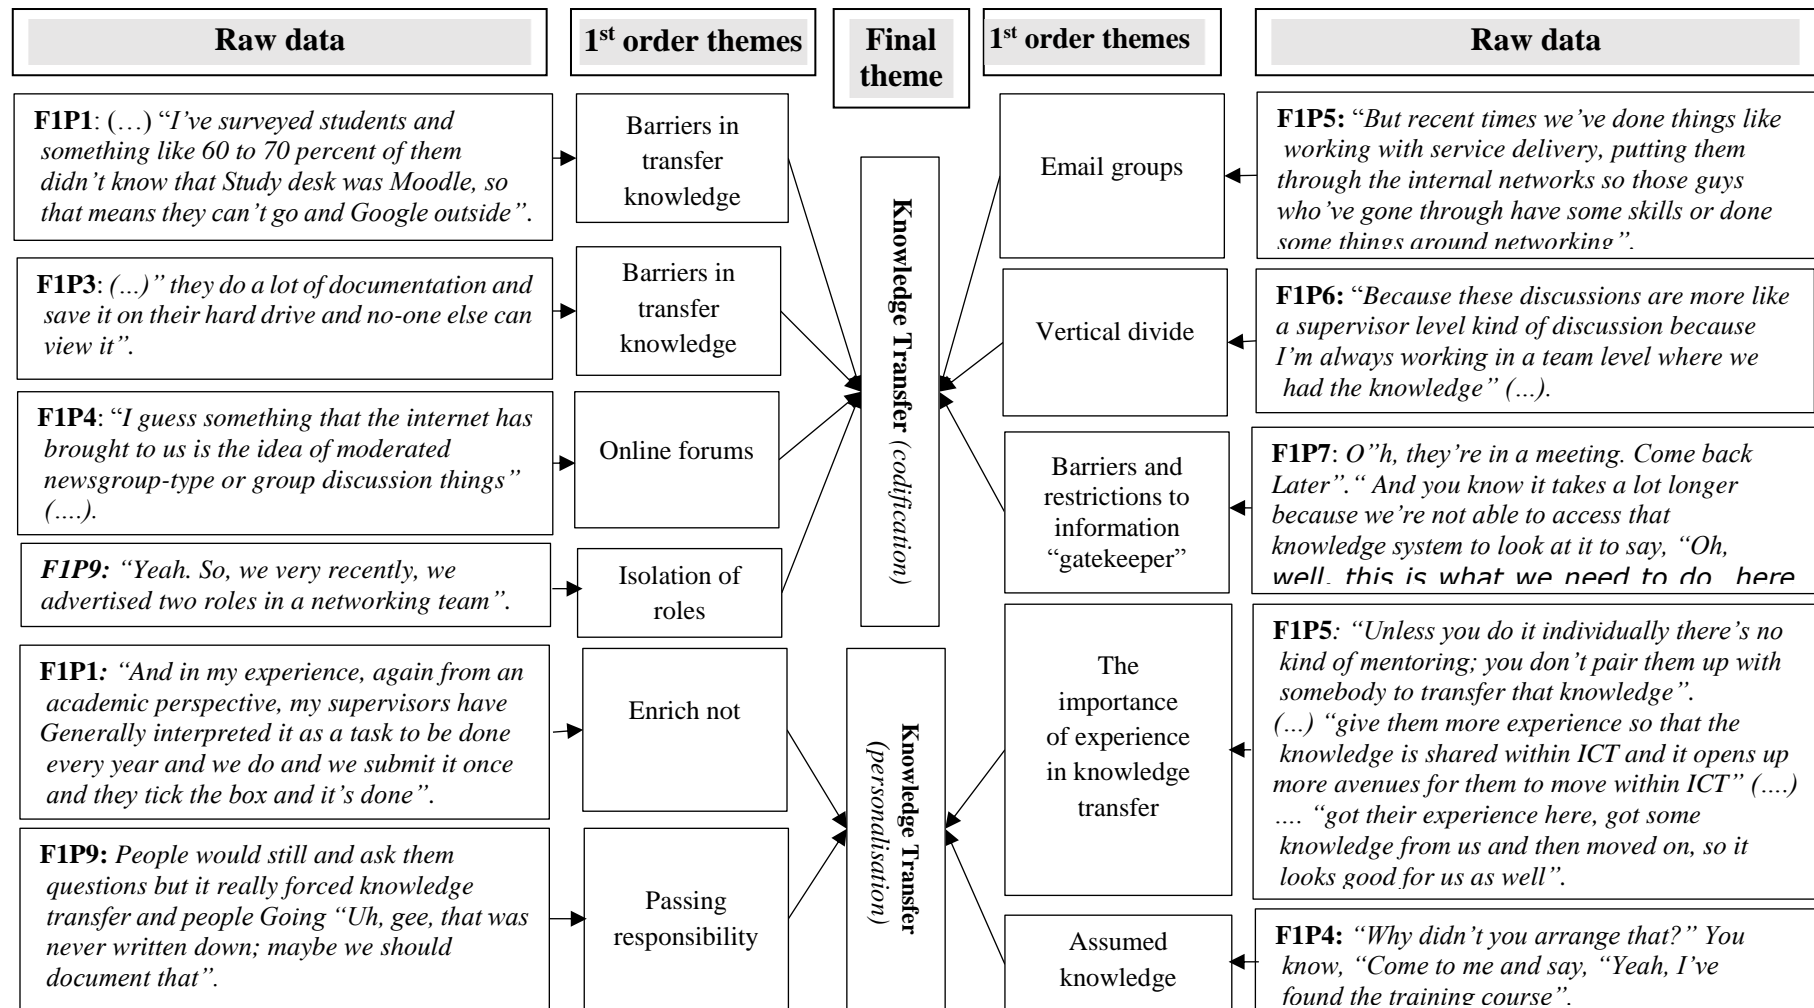 Raw data
1st order themes
Final
theme
1st order themes
Raw data
F1P1: (…) “I’ve surveyed students and
something like 60 to 70 percent of them
didn’t know that Study desk was Moodle, so
that means they can’t go and Google outside”.
Barriers in
transfer
knowledge
F1P3: (...)” they do a lot of documentation and
save it on their hard drive and no-one else can
view it”.
Barriers in
transfer
knowledge
F1P4: “I guess something that the internet has
brought to us is the idea of moderated
newsgroup-type or group discussion things”
(....).
Online forums
F1P9: “Yeah. So, we very recently, we
advertised two roles in a networking team”.
Isolation of
roles
F1P1: “And in my experience, again from an
academic perspective, my supervisors have
Generally interpreted it as a task to be done
every year and we do and we submit it once
and they tick the box and it’s done”.
Enrich not
F1P9: People would still and ask them
questions but it really forced knowledge
transfer and people Going “Uh, gee, that was
never written down; maybe we should
document that”.
Passing
responsibility
Knowledge Transfer (codification)
Knowledge Transfer
(personalisation)
Email groups
F1P5: “But recent times we’ve done things like
working with service delivery, putting them
through the internal networks so those guys
who’ve gone through have some skills or done
some things around networking”.
Vertical divide
F1P6: “Because these discussions are more like
a supervisor level kind of discussion because
I’m always working in a team level where we
had the knowledge” (...).
Barriers and
restrictions to
information
“gatekeeper”
F1P7: O”h, they’re in a meeting. Come back
Later”.“ And you know it takes a lot longer
because we’re not able to access that
knowledge system to look at it to say, “Oh,
well, this is what we need to do here
The
importance
of experience
in knowledge
transfer
F1P5: “Unless you do it individually there’s no
kind of mentoring; you don’t pair them up with
somebody to transfer that knowledge”.
(…) “give them more experience so that the
knowledge is shared within ICT and it opens up
more avenues for them to move within ICT” (....)
.... “got their experience here, got some
knowledge from us and then moved on, so it
looks good for us as well”.
Assumed
knowledge
F1P4: “Why didn’t you arrange that?” You
know, “Come to me and say, “Yeah, I’ve
found the training course”.